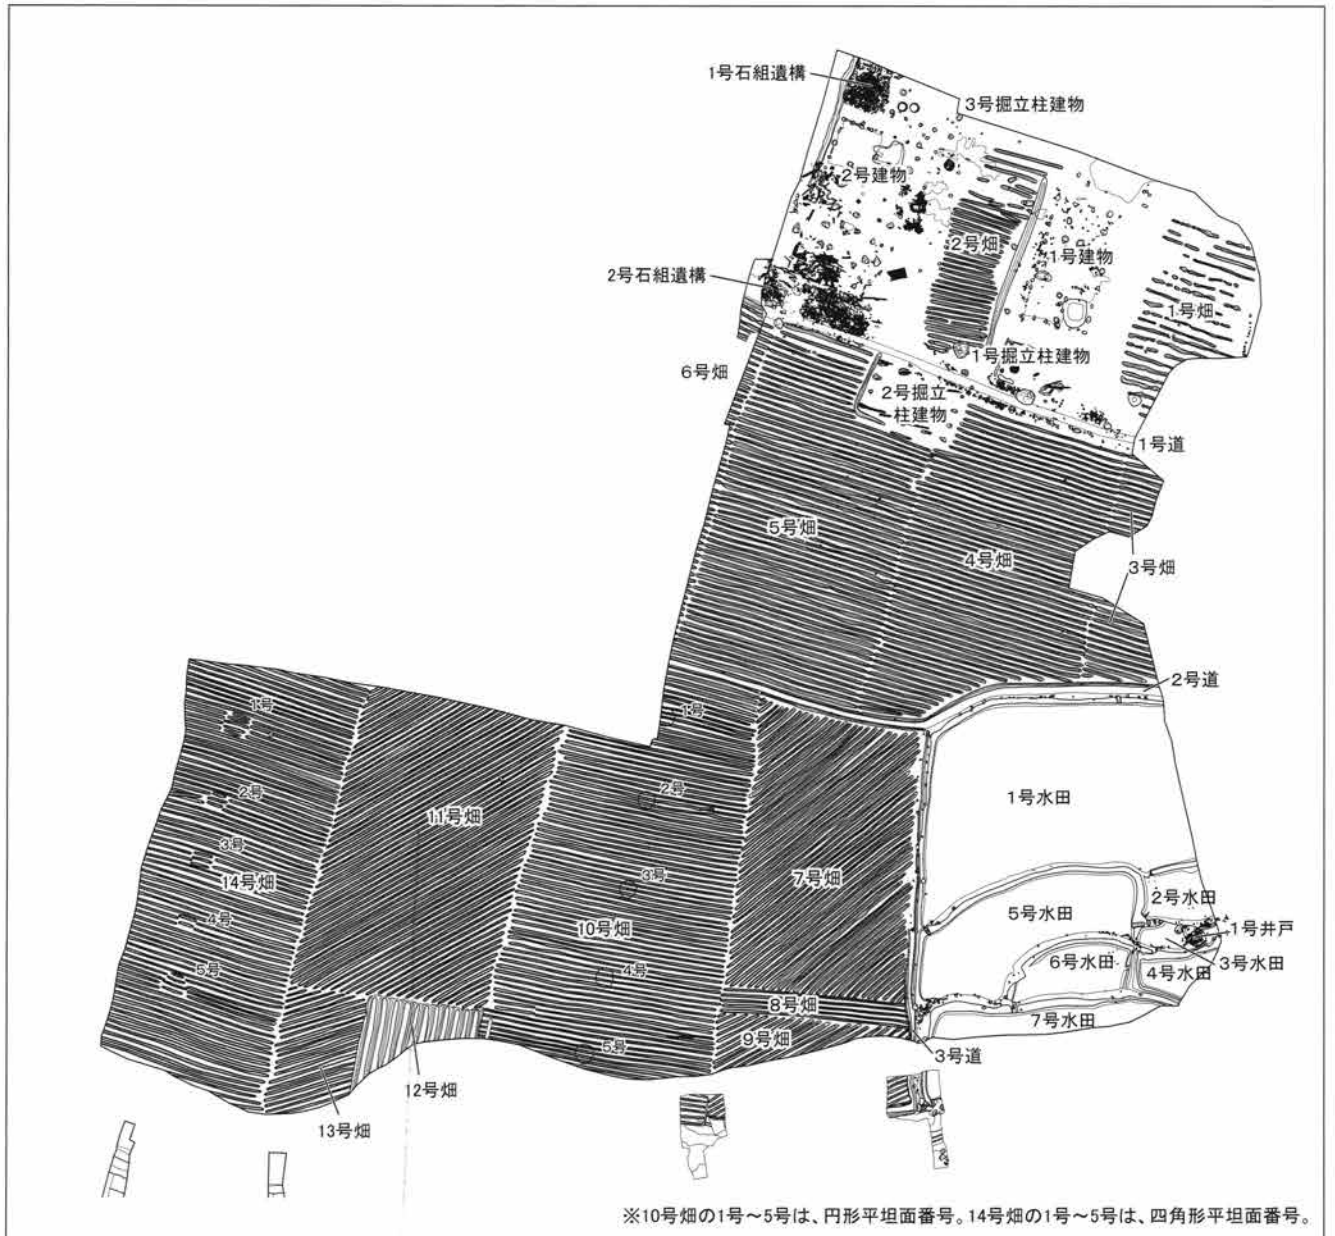 1号石組遺構
3号掘立柱建物
2号建物
2号畑
1号建物
2号石組遺構
1号畑
1号掘立柱建物
6号畑
2号掘立
柱建物
1号道
5号畑
4号畑
3号畑
2号道
1号
1号
1号水田
2号
2号
11号畑
3号
14号畑
3号
7号畑
2号水田
5号水田
4号
10号畑
1号井戸
6号水田
3号水田
4号水田
5号
4号
8号畑
7号水田
9号畑
5号
3号道
12号畑
13号畑
※10号畑の1号～5号は、円形平坦面番号。14号畑の1号～5号は、四角形平坦面番号。